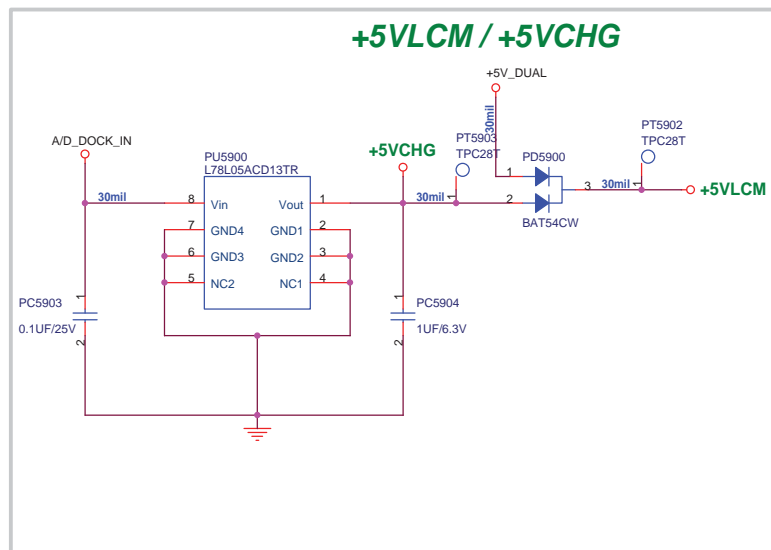 +5VLCM / +5VCHG
+5V_DUAL
30mil
PT5902
TPC28T
1
PT5903
TPC28T
1
A/D_DOCK_IN
PU5900
L78L05ACD13TR
+5VCHG
PD5900
1
2
3
30mil
+5VLCM
BAT54CW
30mil
8 Vin Vout 1
30mil
7 GND4 GND1 2
6 GND3 GND2 3
5 NC2 NC1 4
PC5903
1
0.1UF/25V
2
PC5904
1
1UF/6.3V
2